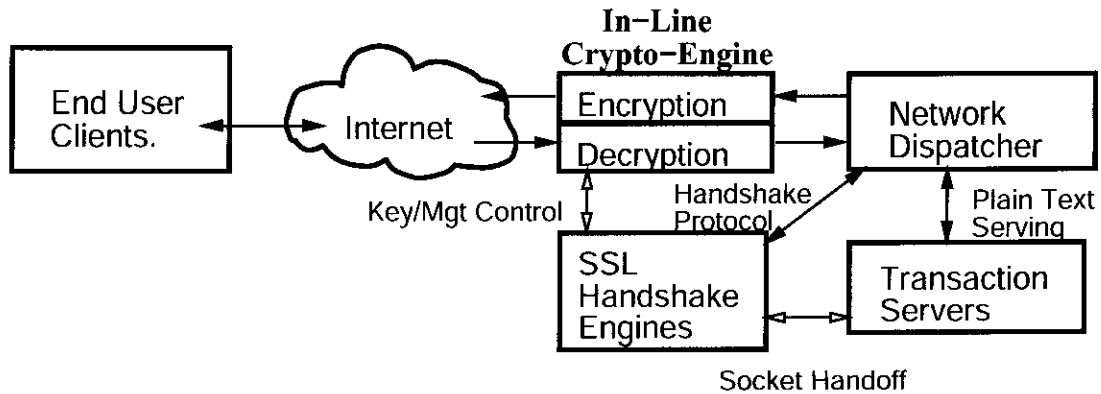 In−Line
Crypto−Engine
End User
Clients.
Internet
Encryption
Decryption
Network
Dispatcher
Key/Mgt Control
Handshake
Protocol
Plain Text
Serving
SSL
Handshake
Engines
Transaction
Servers
Socket Handoff